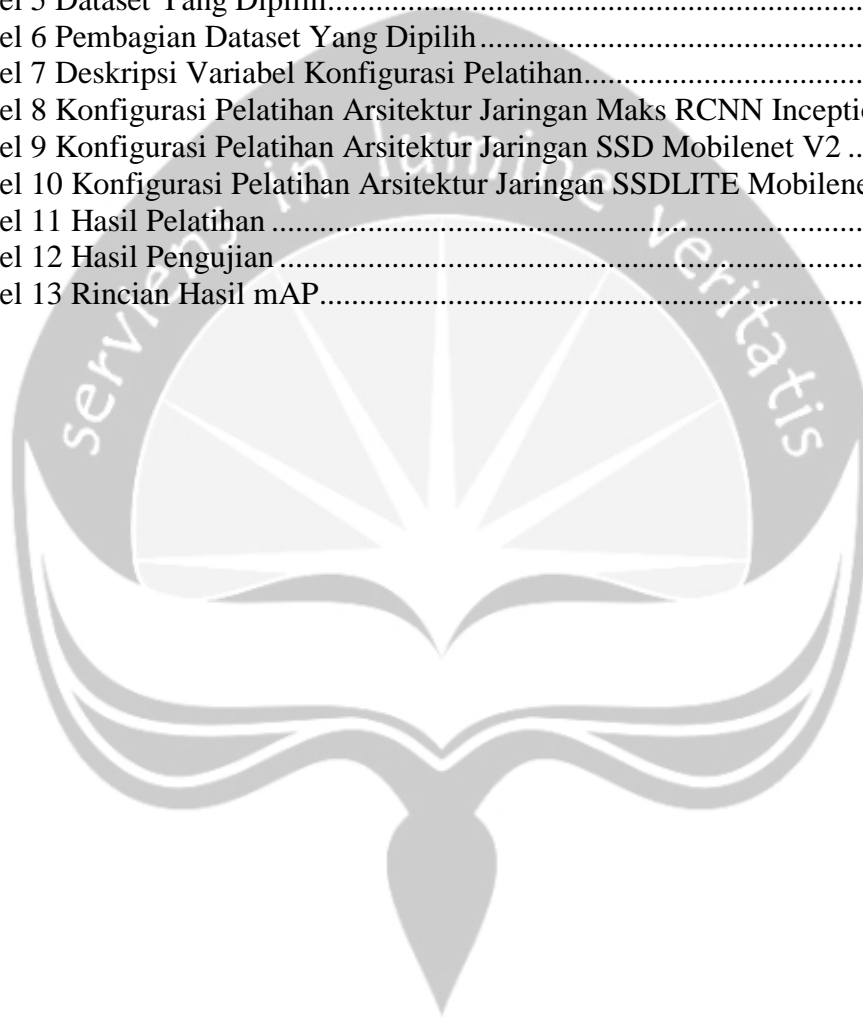 el 5 Dataset Yang Dipilih........................................................................
el 6 Pembagian Dataset Yang Dipilih.....................................................
el 7 Deskripsi Variabel Konfigurasi Pelatihan.........................................
el 8 Konfigurasi Pelatihan Arsitektur Jaringan Maks RCNN Incepti
el 9 Konfigurasi Pelatihan Arsitektur Jaringan SSD Mobilenet V2 ..
el 10 Konfigurasi Pelatihan Arsitektur Jaringan SSDLITE Mobilene
el 11 Hasil Pelatihan ..............................................................................
el 12 Hasil Pengujian .............................................................................
el 13 Rincian Hasil mAP........................................................................
serviens in lumine veritatis